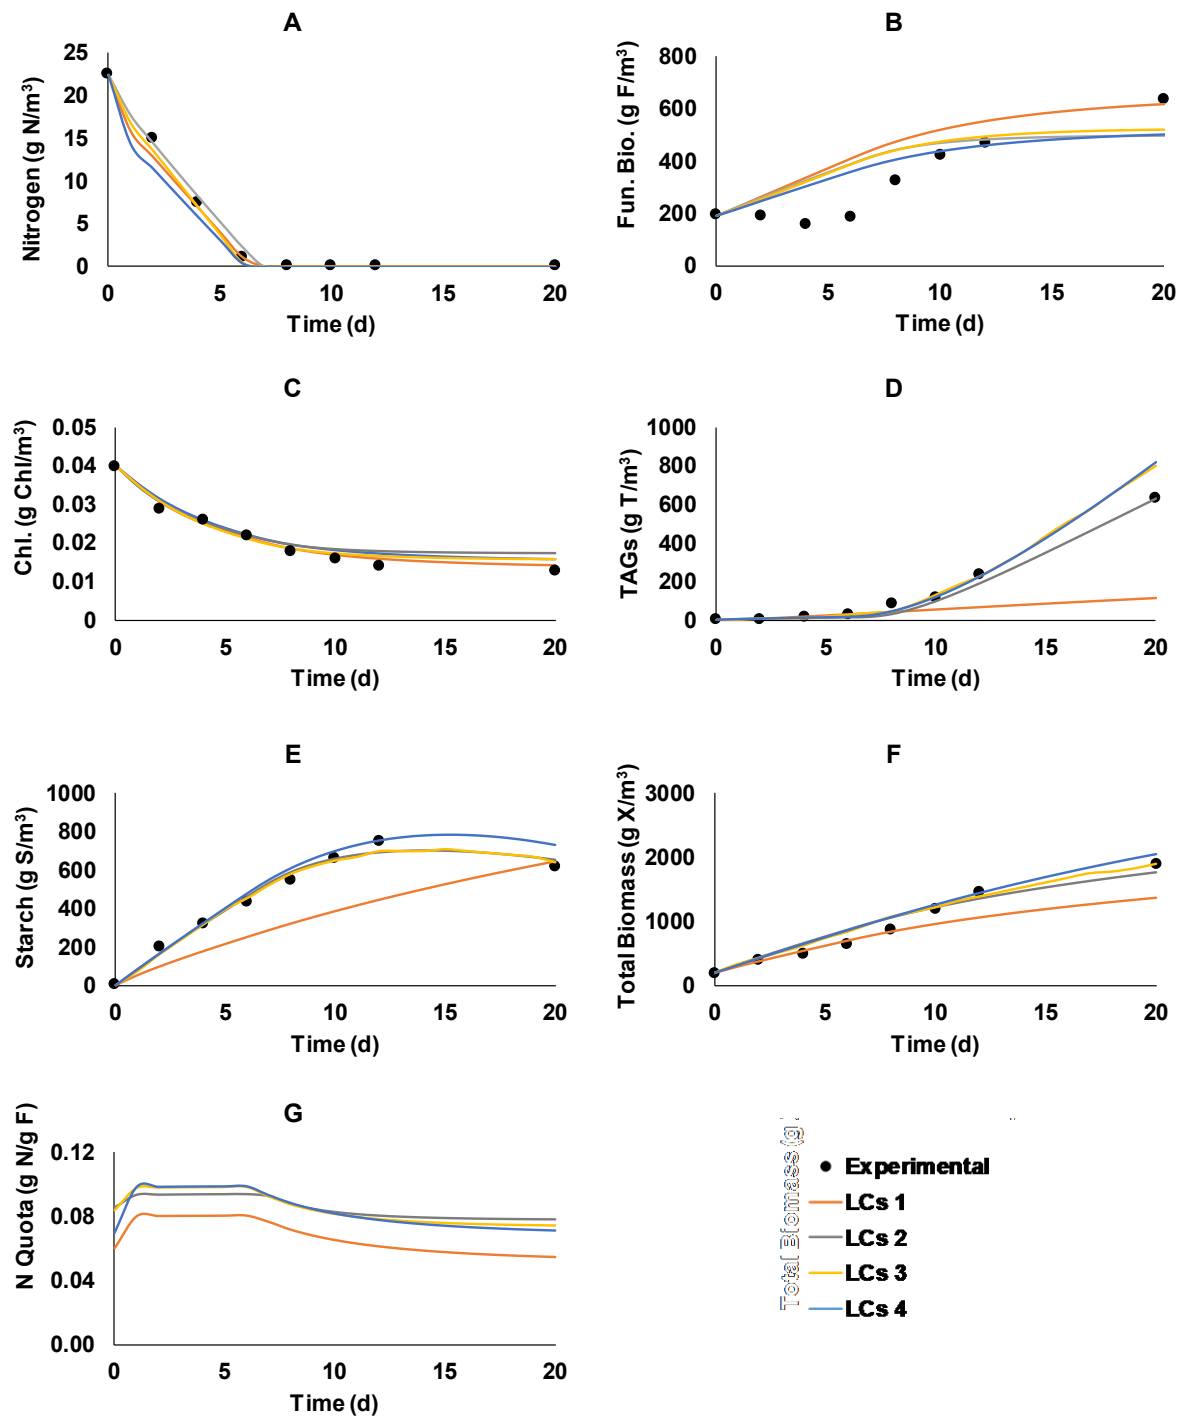 A
Nitrogen (g N/m³)
25
20
15
10
5
0
0 5 10 15 20
Time (d)
B
Fun. Bio. (g F/m³)
800
600
400
200
0
0 5 10 15 20
Time (d)
C
Chl. (g Chl/m³)
0.05
0.04
0.03
0.02
0.01
0
0 5 10 15 20
Time (d)
D
TAGs (g T/m³)
1000
800
600
400
200
0
0 5 10 15 20
Time (d)
E
Starch (g S/m³)
1000
800
600
400
200
0
0 5 10 15 20
Time (d)
F
Total Biomass (g X/m³)
3000
2000
1000
0
0 5 10 15 20
Time (d)
G
N Quota (g N/g F)
0.12
0.08
0.04
0.00
0 5 10 15 20
Time (d)
Total Biomass (g
Experimental
LCs 1
LCs 2
LCs 3
LCs 4